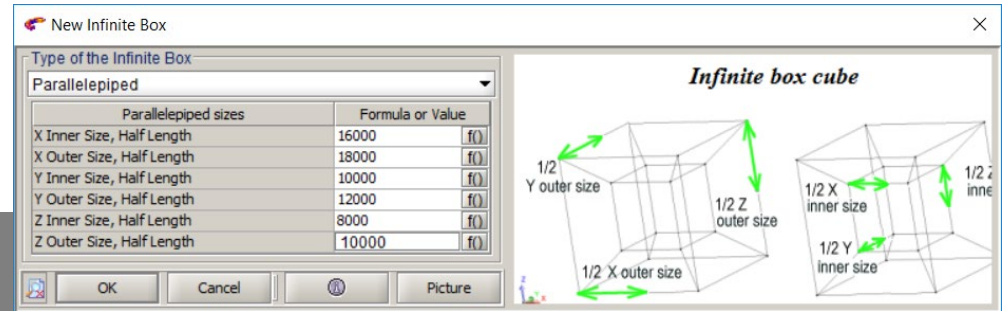 New Infinite Box
Type of the Infinite Box
Parallelepiped
Parallelepiped sizes Formula or Value
X Inner Size, Half Length 16000 f()
X Outer Size, Half Length 18000 f()
Y Inner Size, Half Length 10000 f()
Y Outer Size, Half Length 12000 f()
Z Inner Size, Half Length 8000 f()
Z Outer Size, Half Length 10000 f()
OK Cancel Picture
Infinite box cube
1/2
Y outer size
1/2 Z
outer size
1/2 X outer size
1/2 X
inner size
1/2
inne
1/2 Y
inner size